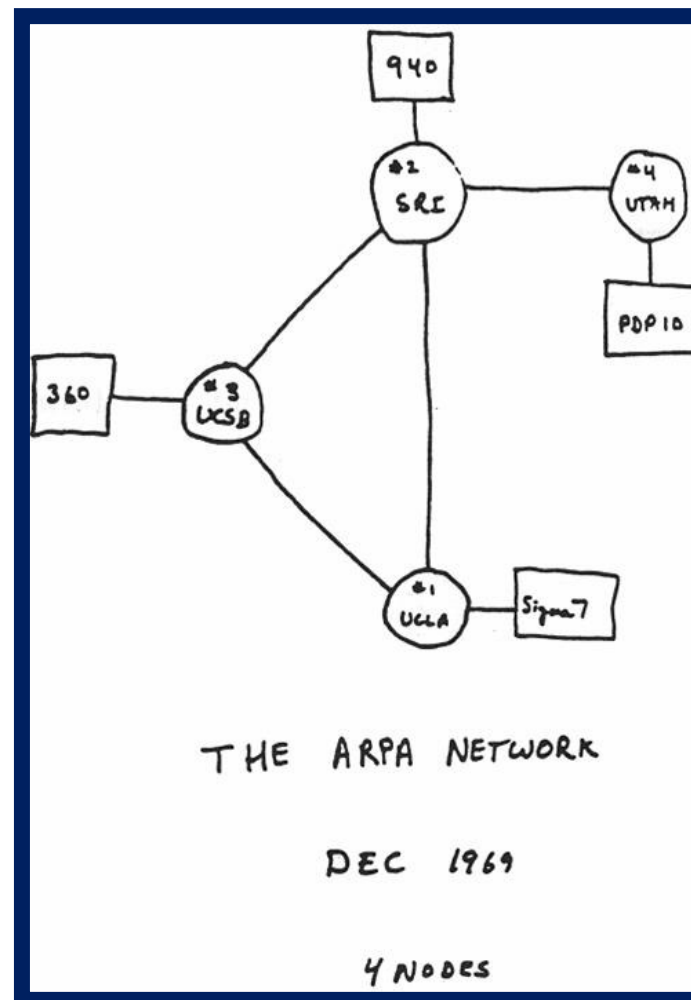 940
#2
SRI
#4
UTAH
PDP 10
360
#3
UCSB
#1
UCLA
Sigma 7
THE ARPA NETWORK
DEC 1969
4 NODES